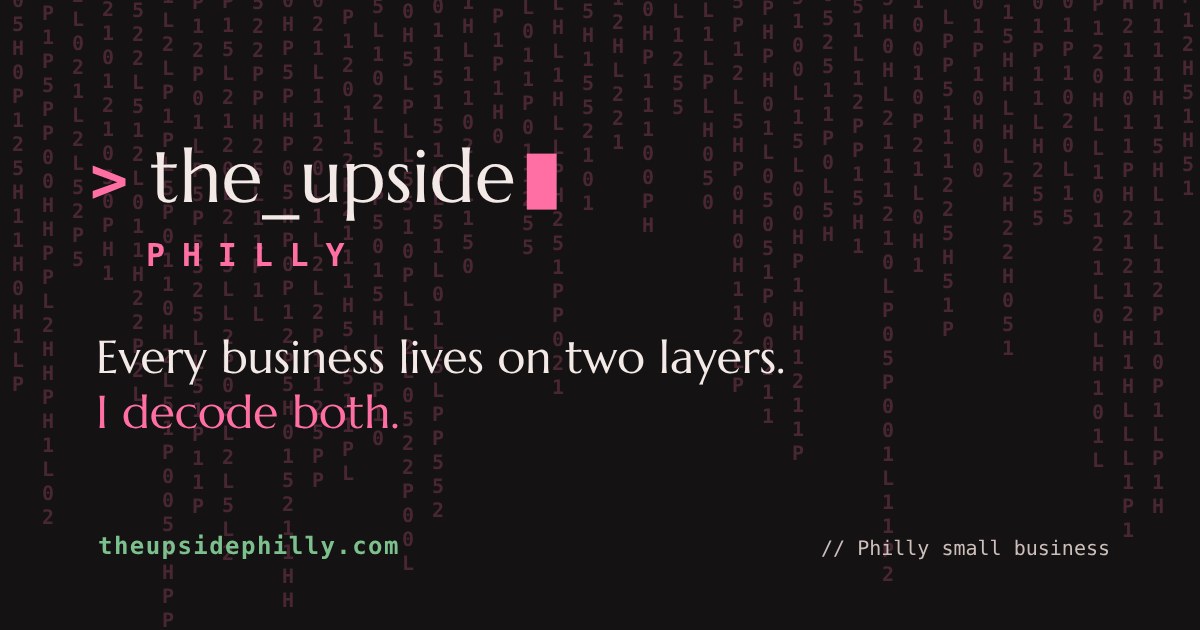 > the_upside
PHILLY
Every business lives on two layers.
I decode both.
theupsidephilly.com
// Philly small business